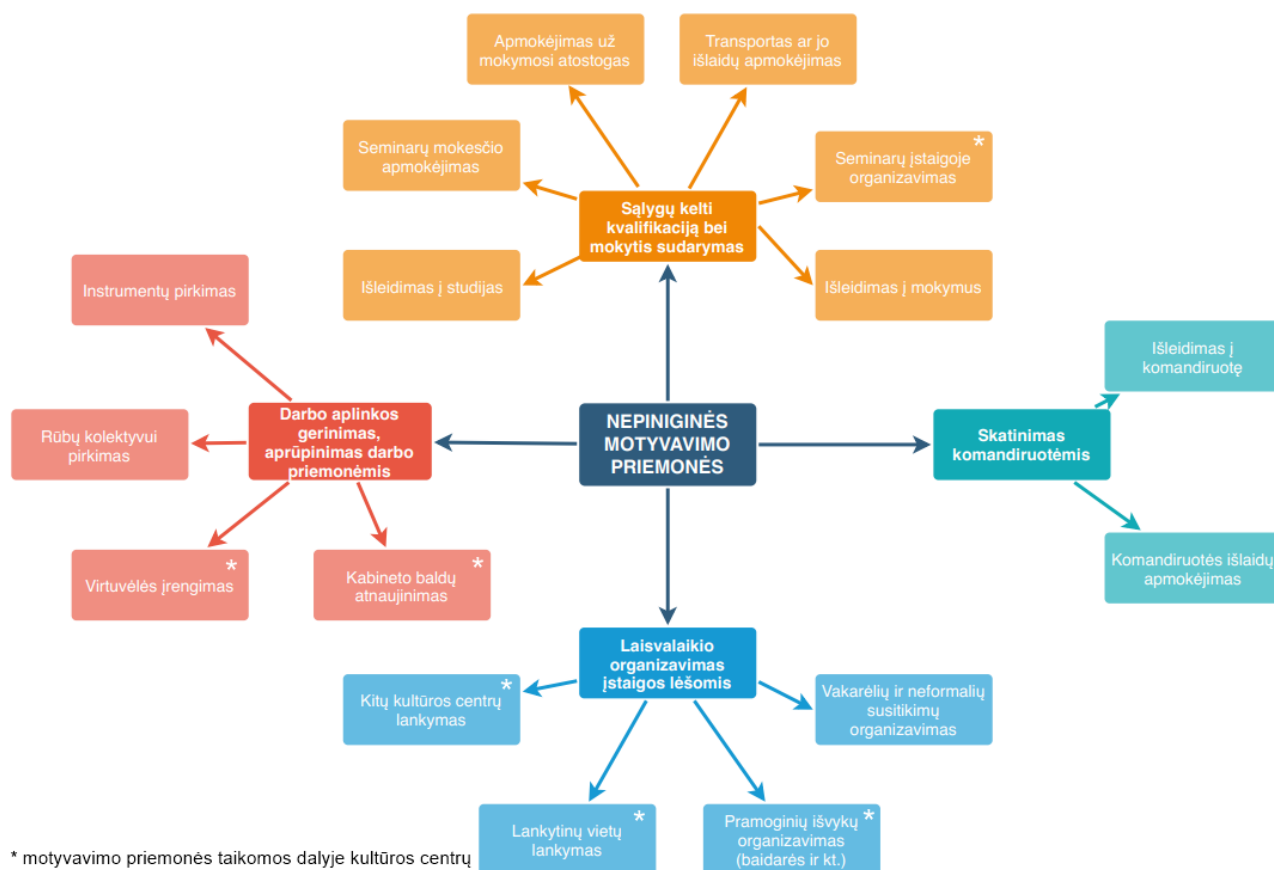 Apmokėjimas už
mokymosi atostogas
Transportas ar jo
išlaidų apmokėjimas
Seminarų mokesčio
apmokėjimas
*
Seminarų įstaigoje
organizavimas
Sąlygų kelti
kvalifikaciją bei
mokytis sudarymas
Išleidimas į studijas
Išleidimas į mokymus
Instrumentų pirkimas
Išleidimas į
komandiruotę
Rūbų kolektyvui
pirkimas
Darbo aplinkos
gerinimas,
aprūpinimas darbo
priemonėmis
NEPINIGINĖS
MOTYVAVIMO
PRIEMONĖS
Skatinimas
komandiruotėmis
*
Virtuvėlės įrengimas
*
Kabineto baldų
atnaujinimas
Komandiruotės išlaidų
apmokėjimas
Laisvalaikio
organizavimas
įstaigos lėšomis
*
Kitų kultūros centrų
lankymas
Vakarėlių ir neformalių
susitikimų
organizavimas
*
Lankytinų vietų
lankymas
*
Pramoginių išvykų
organizavimas
(baidarės ir kt.)
* motyvavimo priemonės taikomos dalyje kultūros centrų